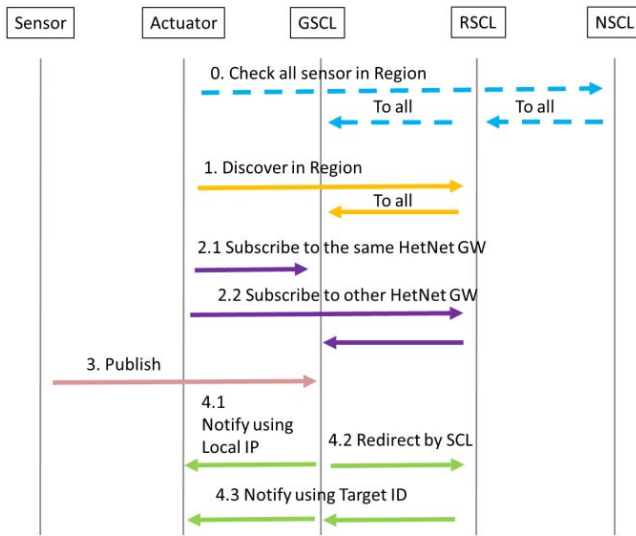 Sensor Actuator GSCL RSCL NSCL
0. Check all sensor in Region
To all To all
1. Discover in Region
To all
2.1 Subscribe to the same HetNet GW
2.2 Subscribe to other HetNet GW
3. Publish
4.1
Notify using
Local IP
4.2 Redirect by SCL
4.3 Notify using Target ID